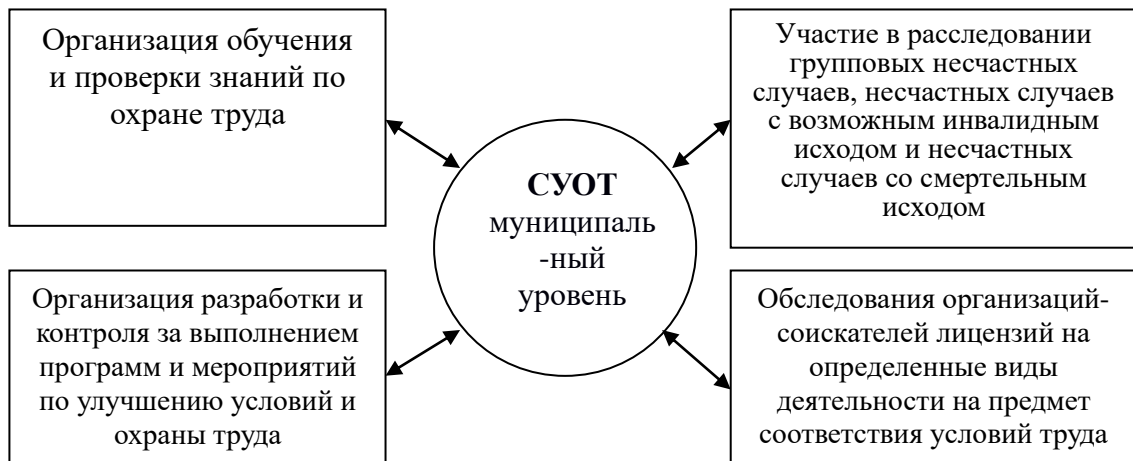 Организация обучения
и проверки знаний по
охране труда
Участие в расследовании
групповых несчастных
случаев, несчастных случаев
с возможным инвалидным
исходом и несчастных
случаев со смертельным
исходом
СУОТ
муниципаль
-ный
уровень
Организация разработки и
контроля за выполнением
программ и мероприятий
по улучшению условий и
охраны труда
Обследования организаций-
соискателей лицензий на
определенные виды
деятельности на предмет
соответствия условий труда